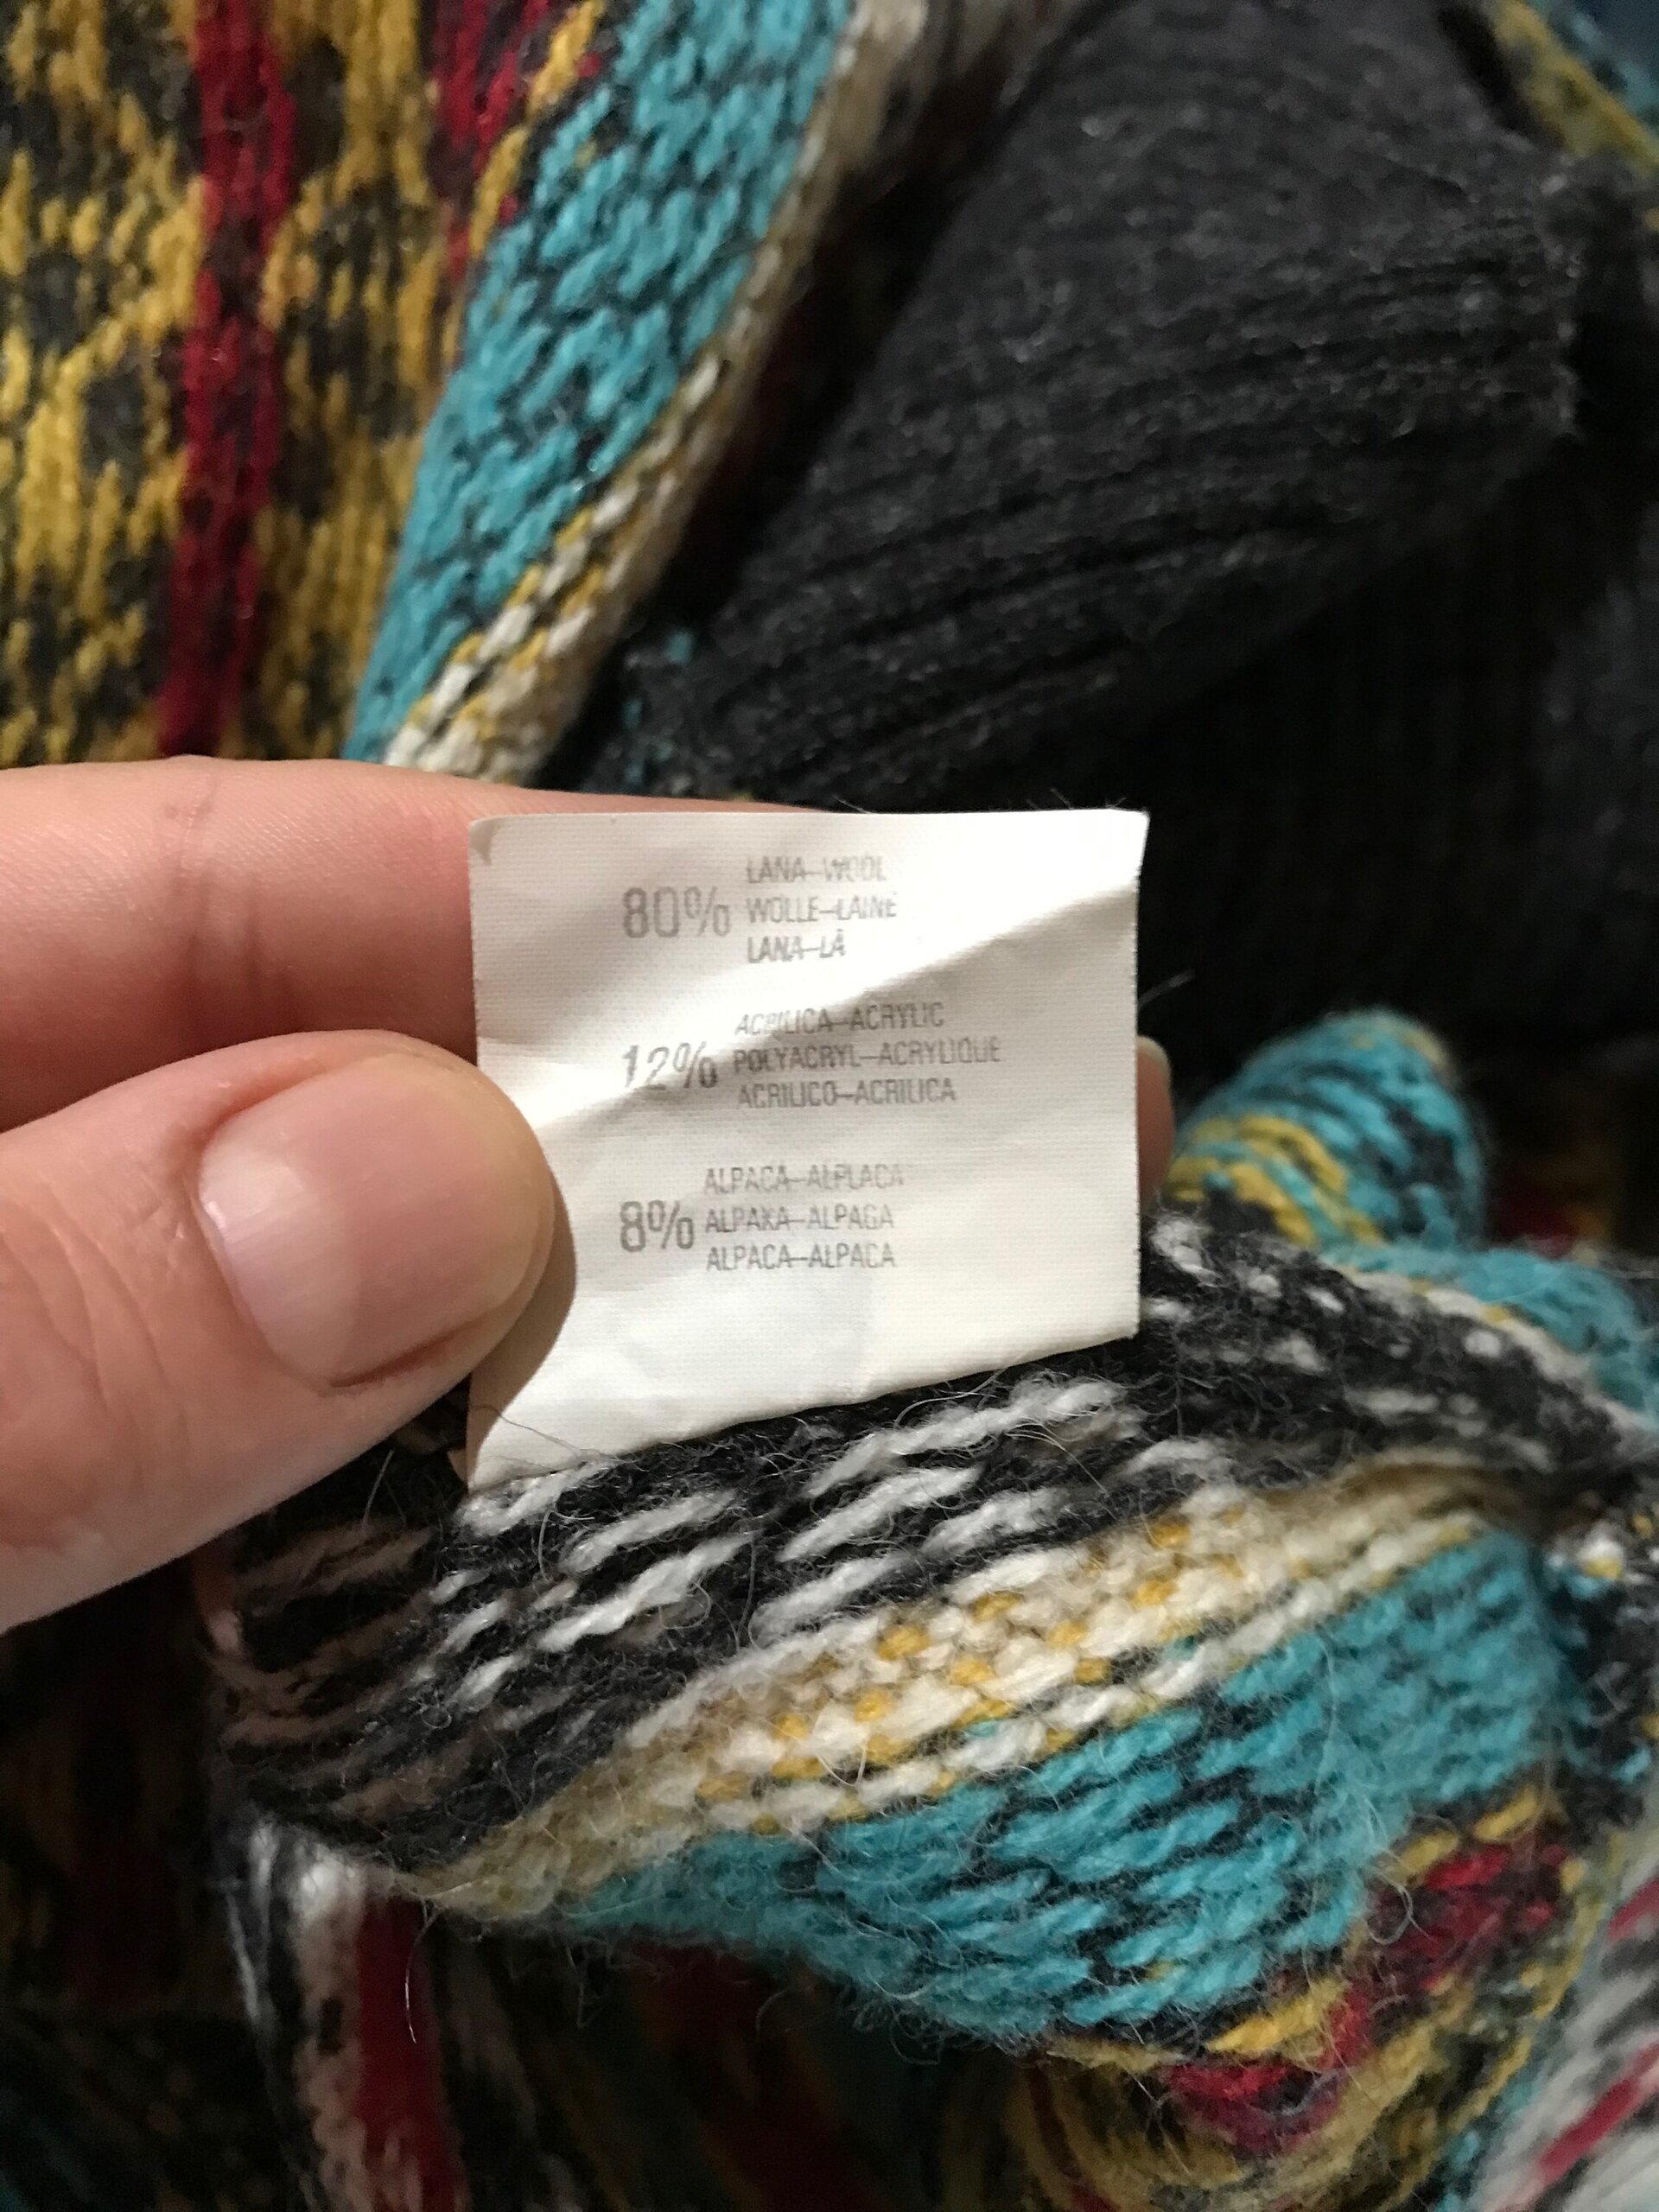 80% LANA-WOOL
WOLLE-LAINE
LANA-LÃ
12% ACRILICA-ACRYLIC
POLYACRYL-ACRYLIQUE
ACRILICO-ACRILICA
8% ALPACA-ALPLACA
ALPAKA-ALPAGA
ALPACA-ALPACA